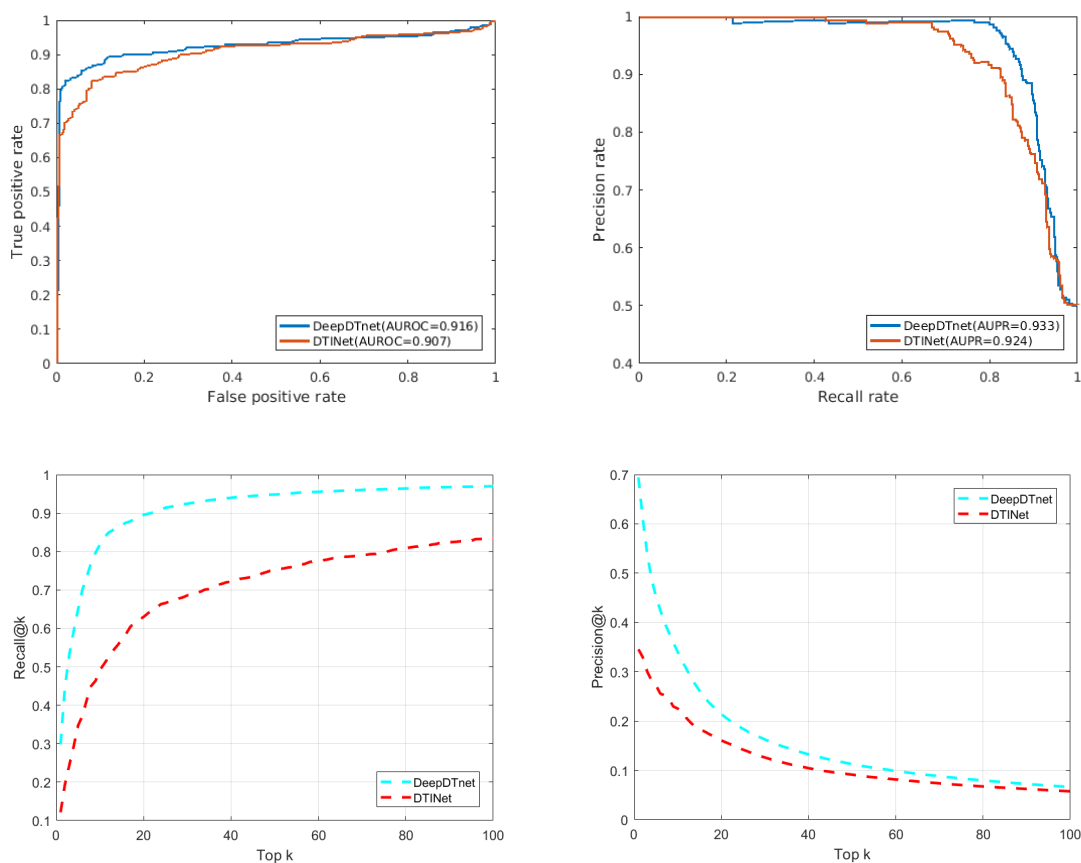 1
0.9
0.8
0.7
0.6
0.5
0.4
0.3
0.2
0.1
0
True positive rate
0 0.2 0.4 0.6 0.8 1
False positive rate
DeepDTnet(AUROC=0.916)
DTINet(AUROC=0.907)
1
0.9
0.8
0.7
0.6
0.5
0.4
Precision rate
0 0.2 0.4 0.6 0.8 1
Recall rate
DeepDTnet(AUPR=0.933)
DTINet(AUPR=0.924)
1
0.9
0.8
0.7
0.6
0.5
0.4
0.3
0.2
0.1
Recall@k
0 20 40 60 80 100
Top k
DeepDTnet
DTINet
0.7
0.6
0.5
0.4
0.3
0.2
0.1
0
Precision@k
0 20 40 60 80 100
Top k
DeepDTnet
DTINet